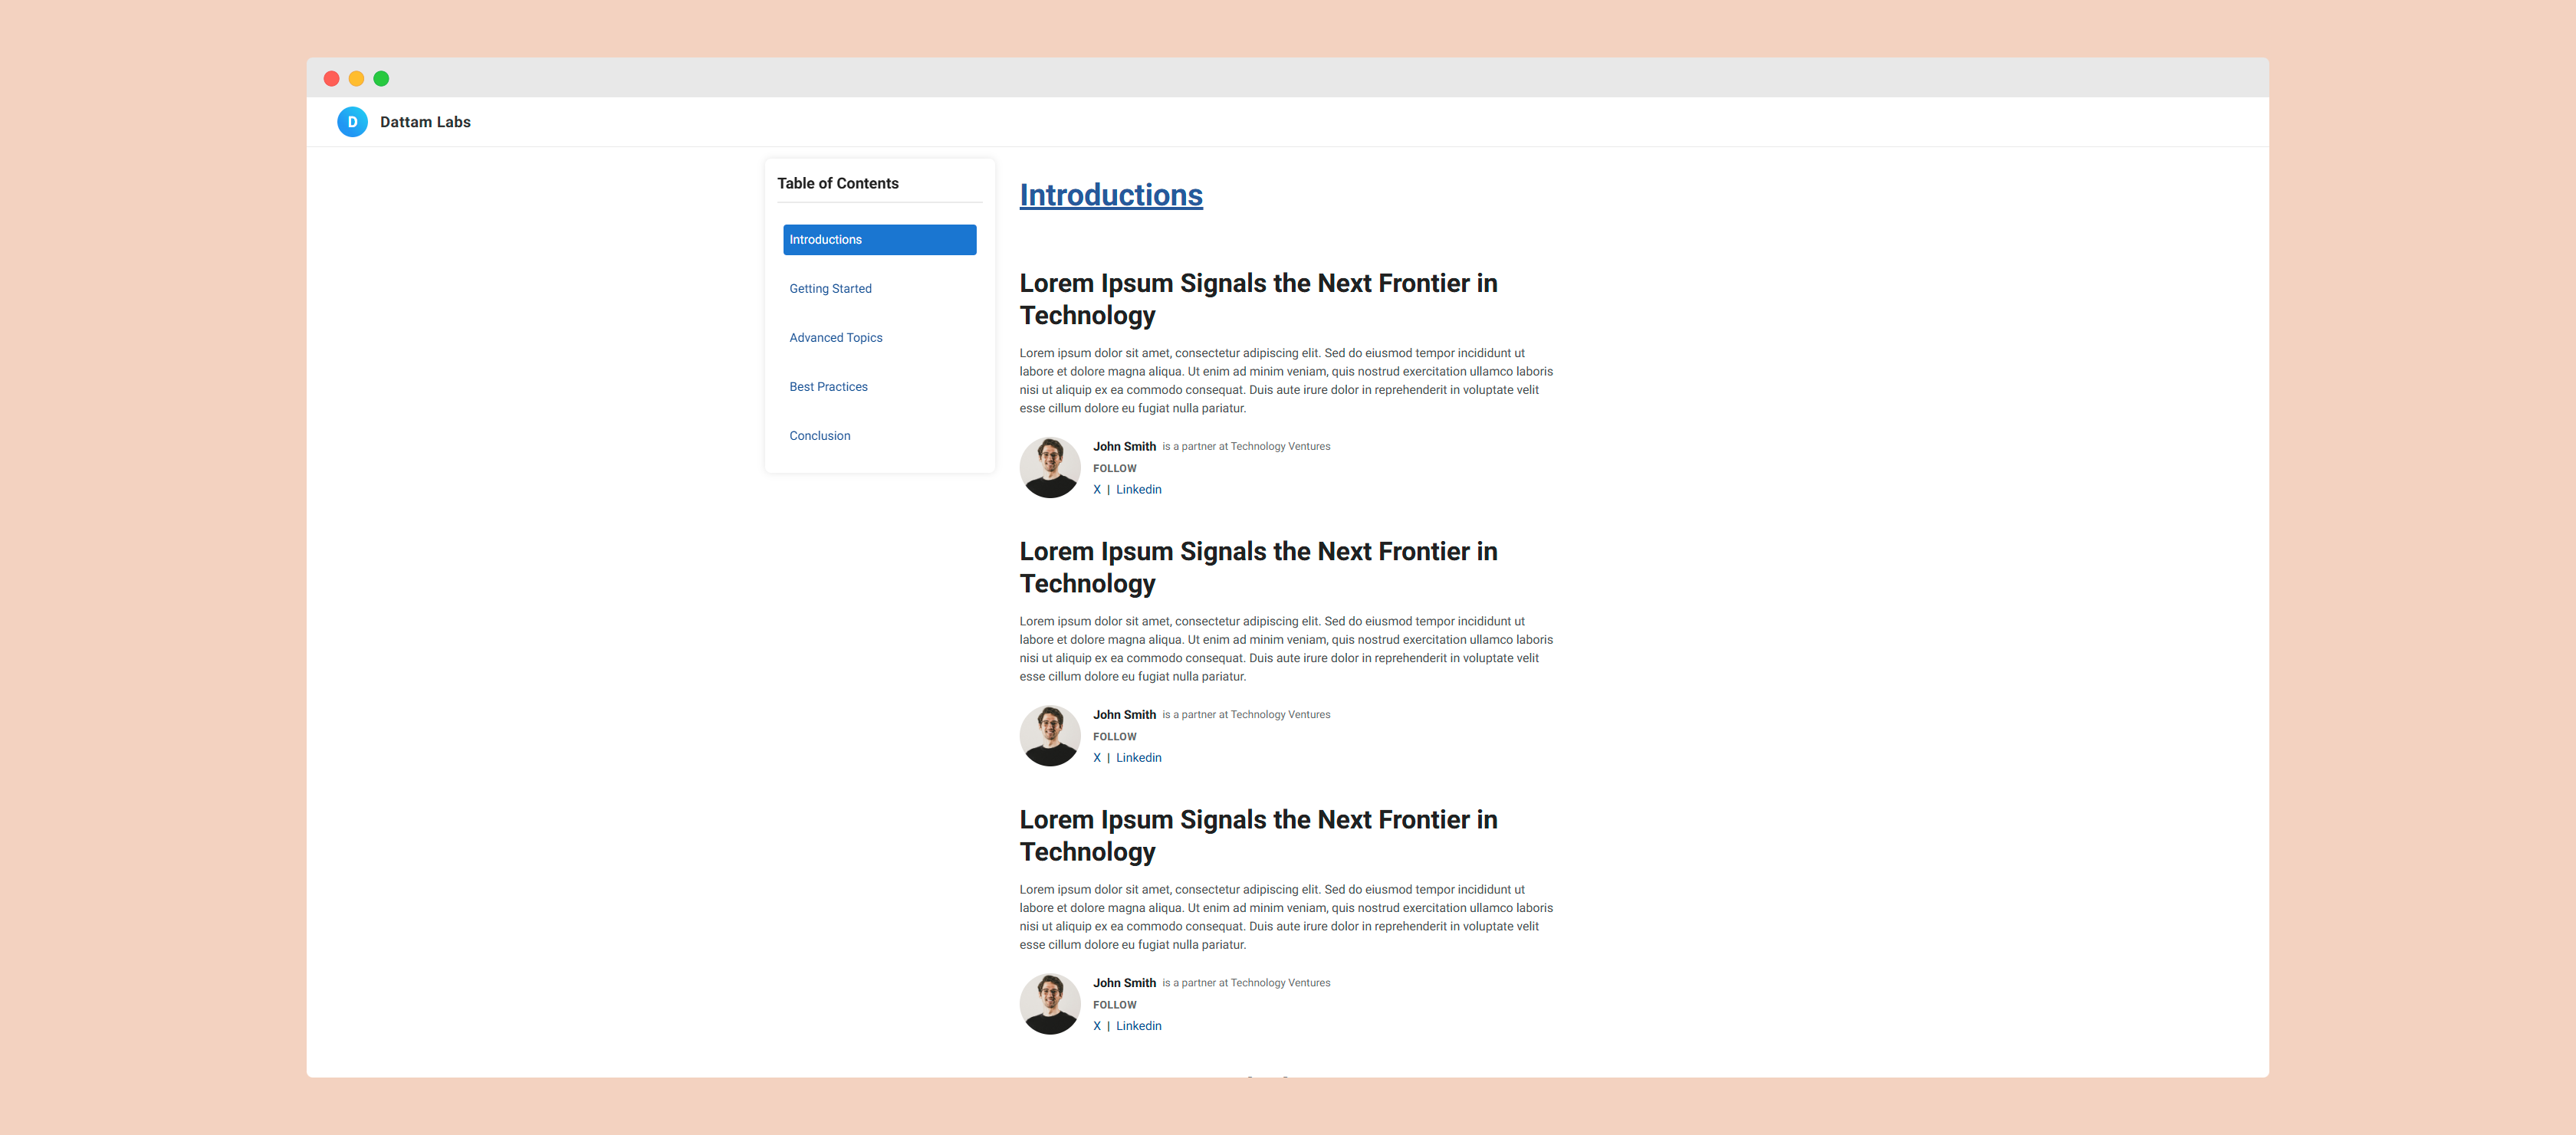 D
Dattam Labs
Table of Contents
Introductions
Getting Started
Advanced Topics
Best Practices
Conclusion
Introductions
Lorem Ipsum Signals the Next Frontier in
Technology
Lorem ipsum dolor sit amet, consectetur adipiscing elit. Sed do eiusmod tempor incididunt ut
labore et dolore magna aliqua. Ut enim ad minim veniam, quis nostrud exercitation ullamco laboris
nisi ut aliquip ex ea commodo consequat. Duis aute irure dolor in reprehenderit in voluptate velit
esse cillum dolore eu fugiat nulla pariatur.
John Smith is a partner at Technology Ventures
FOLLOW
X | Linkedin
Lorem Ipsum Signals the Next Frontier in
Technology
Lorem ipsum dolor sit amet, consectetur adipiscing elit. Sed do eiusmod tempor incididunt ut
labore et dolore magna aliqua. Ut enim ad minim veniam, quis nostrud exercitation ullamco laboris
nisi ut aliquip ex ea commodo consequat. Duis aute irure dolor in reprehenderit in voluptate velit
esse cillum dolore eu fugiat nulla pariatur.
John Smith is a partner at Technology Ventures
FOLLOW
X | Linkedin
Lorem Ipsum Signals the Next Frontier in
Technology
Lorem ipsum dolor sit amet, consectetur adipiscing elit. Sed do eiusmod tempor incididunt ut
labore et dolore magna aliqua. Ut enim ad minim veniam, quis nostrud exercitation ullamco laboris
nisi ut aliquip ex ea commodo consequat. Duis aute irure dolor in reprehenderit in voluptate velit
esse cillum dolore eu fugiat nulla pariatur.
John Smith is a partner at Technology Ventures
FOLLOW
X | Linkedin